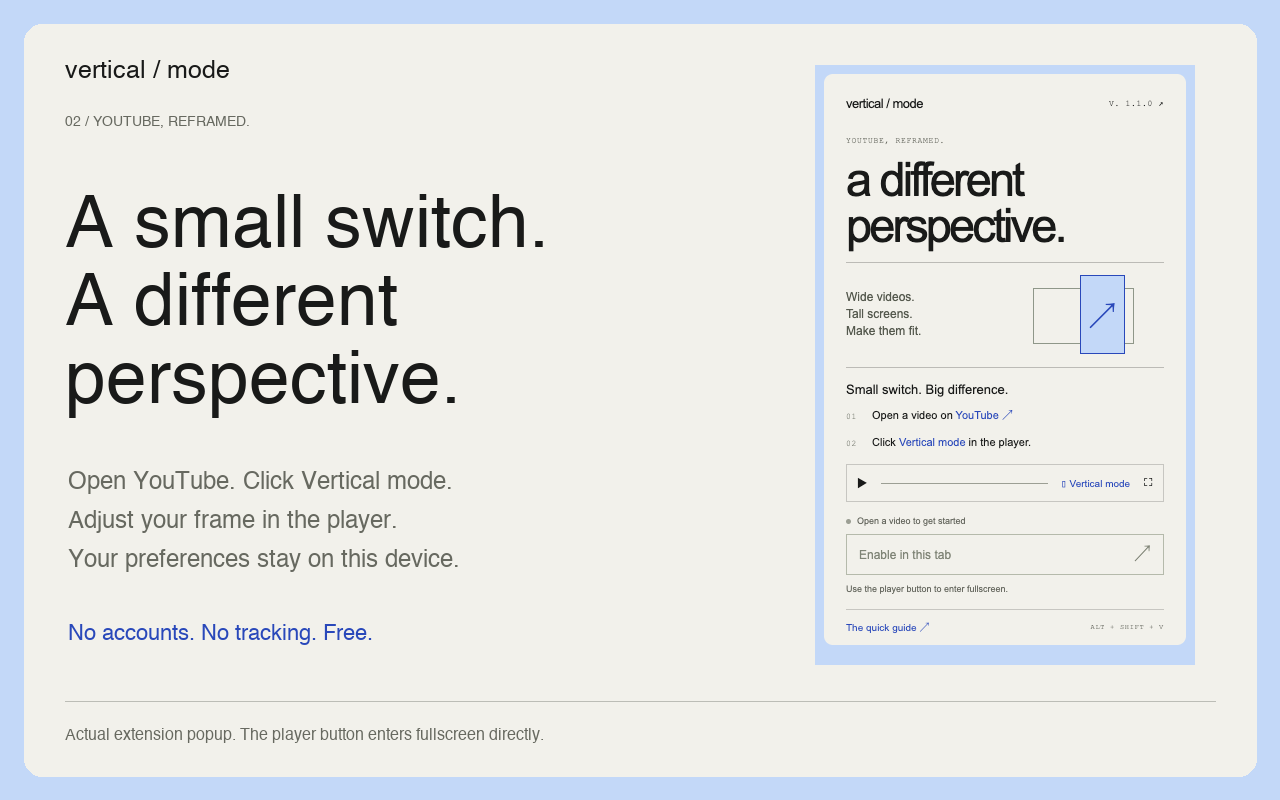 vertical / mode
02 / YOUTUBE, REFRAMED.
A small switch.
A different
perspective.
Open YouTube. Click Vertical mode.
Adjust your frame in the player.
Your preferences stay on this device.
No accounts. No tracking. Free.
Actual extension popup. The player button enters fullscreen directly.
vertical / mode
V. 1.1.0 ↗
YOUTUBE, REFRAMED.
a different
perspective.
Wide videos.
Tall screens.
Make them fit.
Small switch. Big difference.
01 Open a video on YouTube ↗
02 Click Vertical mode in the player.
▯ Vertical mode
Open a video to get started
Enable in this tab
Use the player button to enter fullscreen.
The quick guide ↗
ALT + SHIFT + V